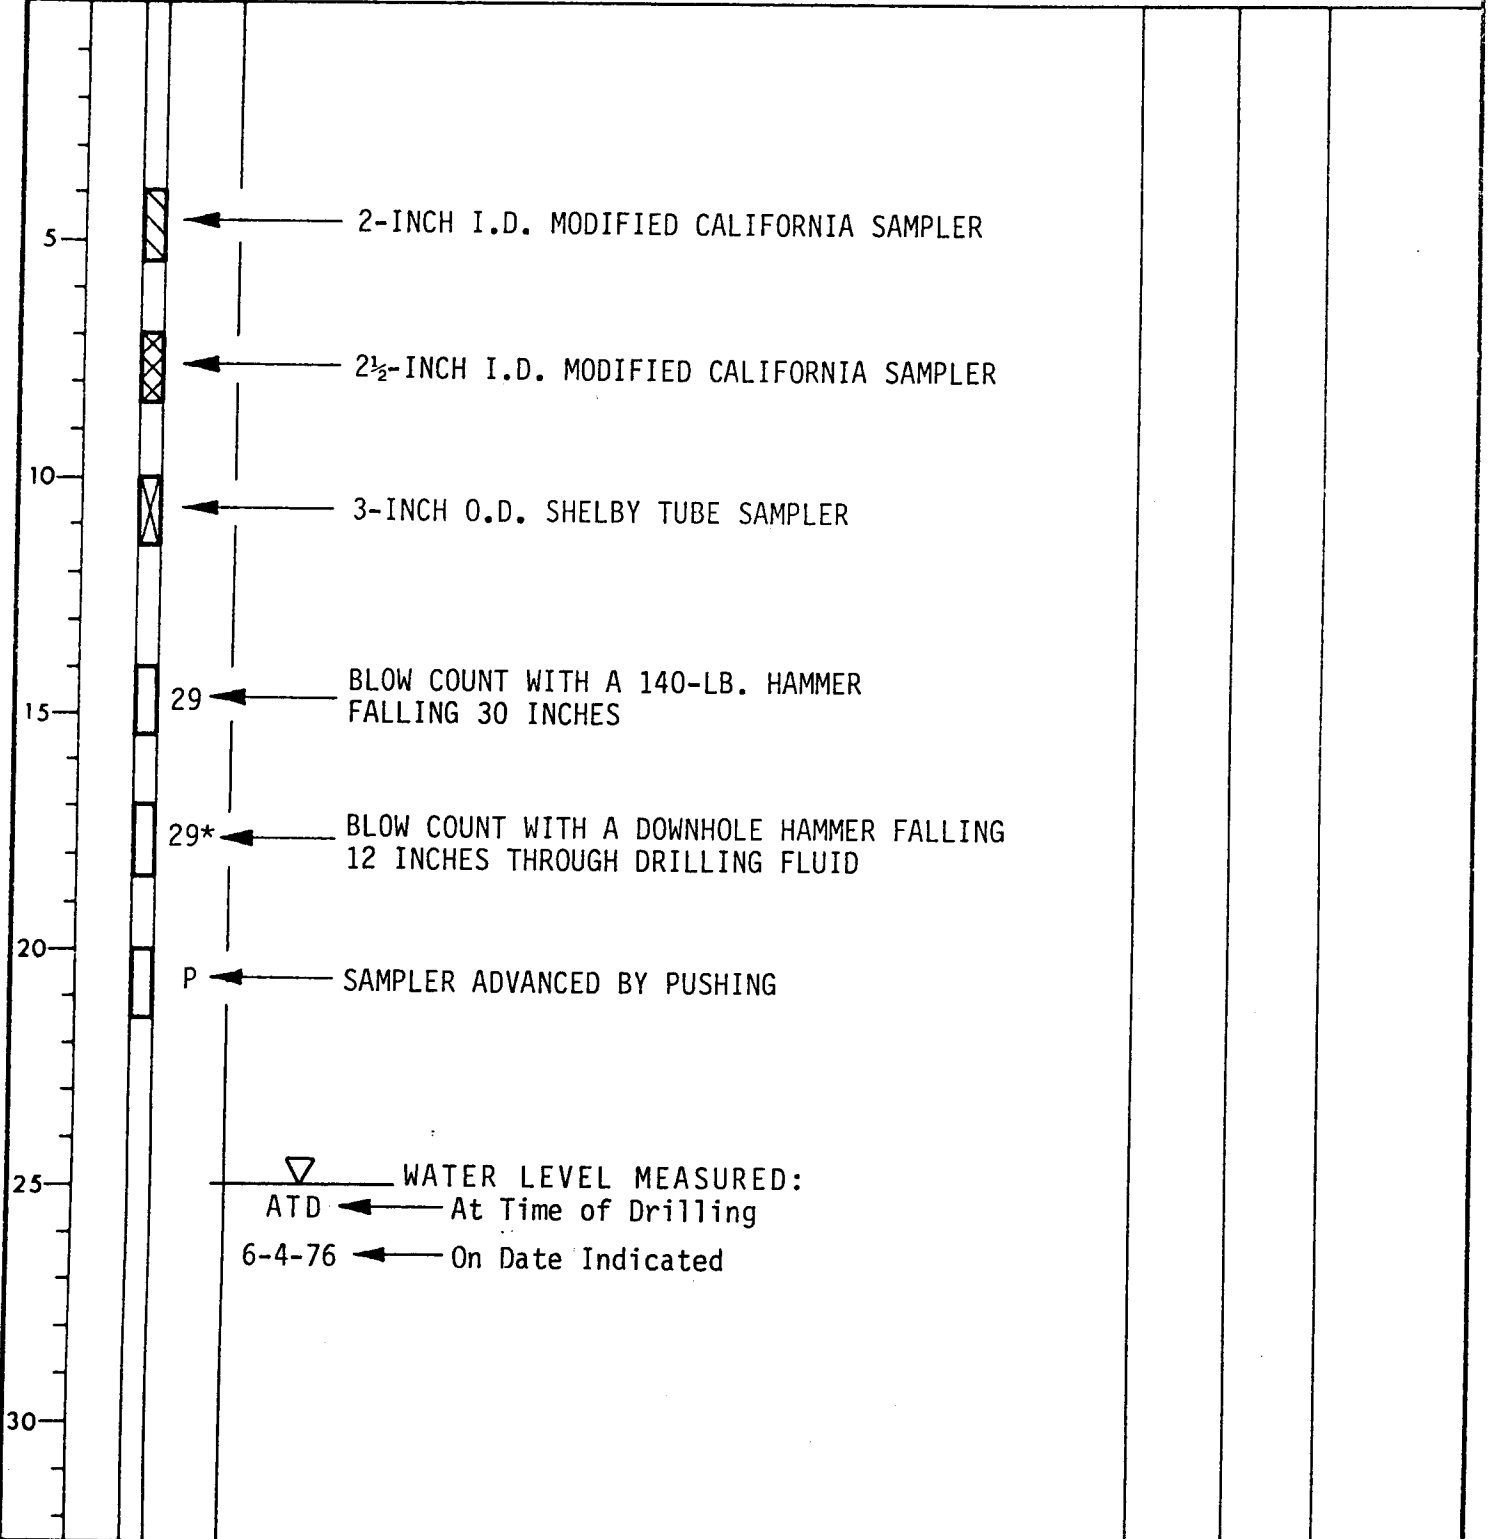 2-INCH I.D. MODIFIED CALIFORNIA SAMPLER
5
2½-INCH I.D. MODIFIED CALIFORNIA SAMPLER
10
3-INCH O.D. SHELBY TUBE SAMPLER
29
BLOW COUNT WITH A 140-LB. HAMMER
FALLING 30 INCHES
15
29*
BLOW COUNT WITH A DOWNHOLE HAMMER FALLING
12 INCHES THROUGH DRILLING FLUID
20
P
SAMPLER ADVANCED BY PUSHING
25
WATER LEVEL MEASURED:
ATD
At Time of Drilling
6-4-76
On Date Indicated
30